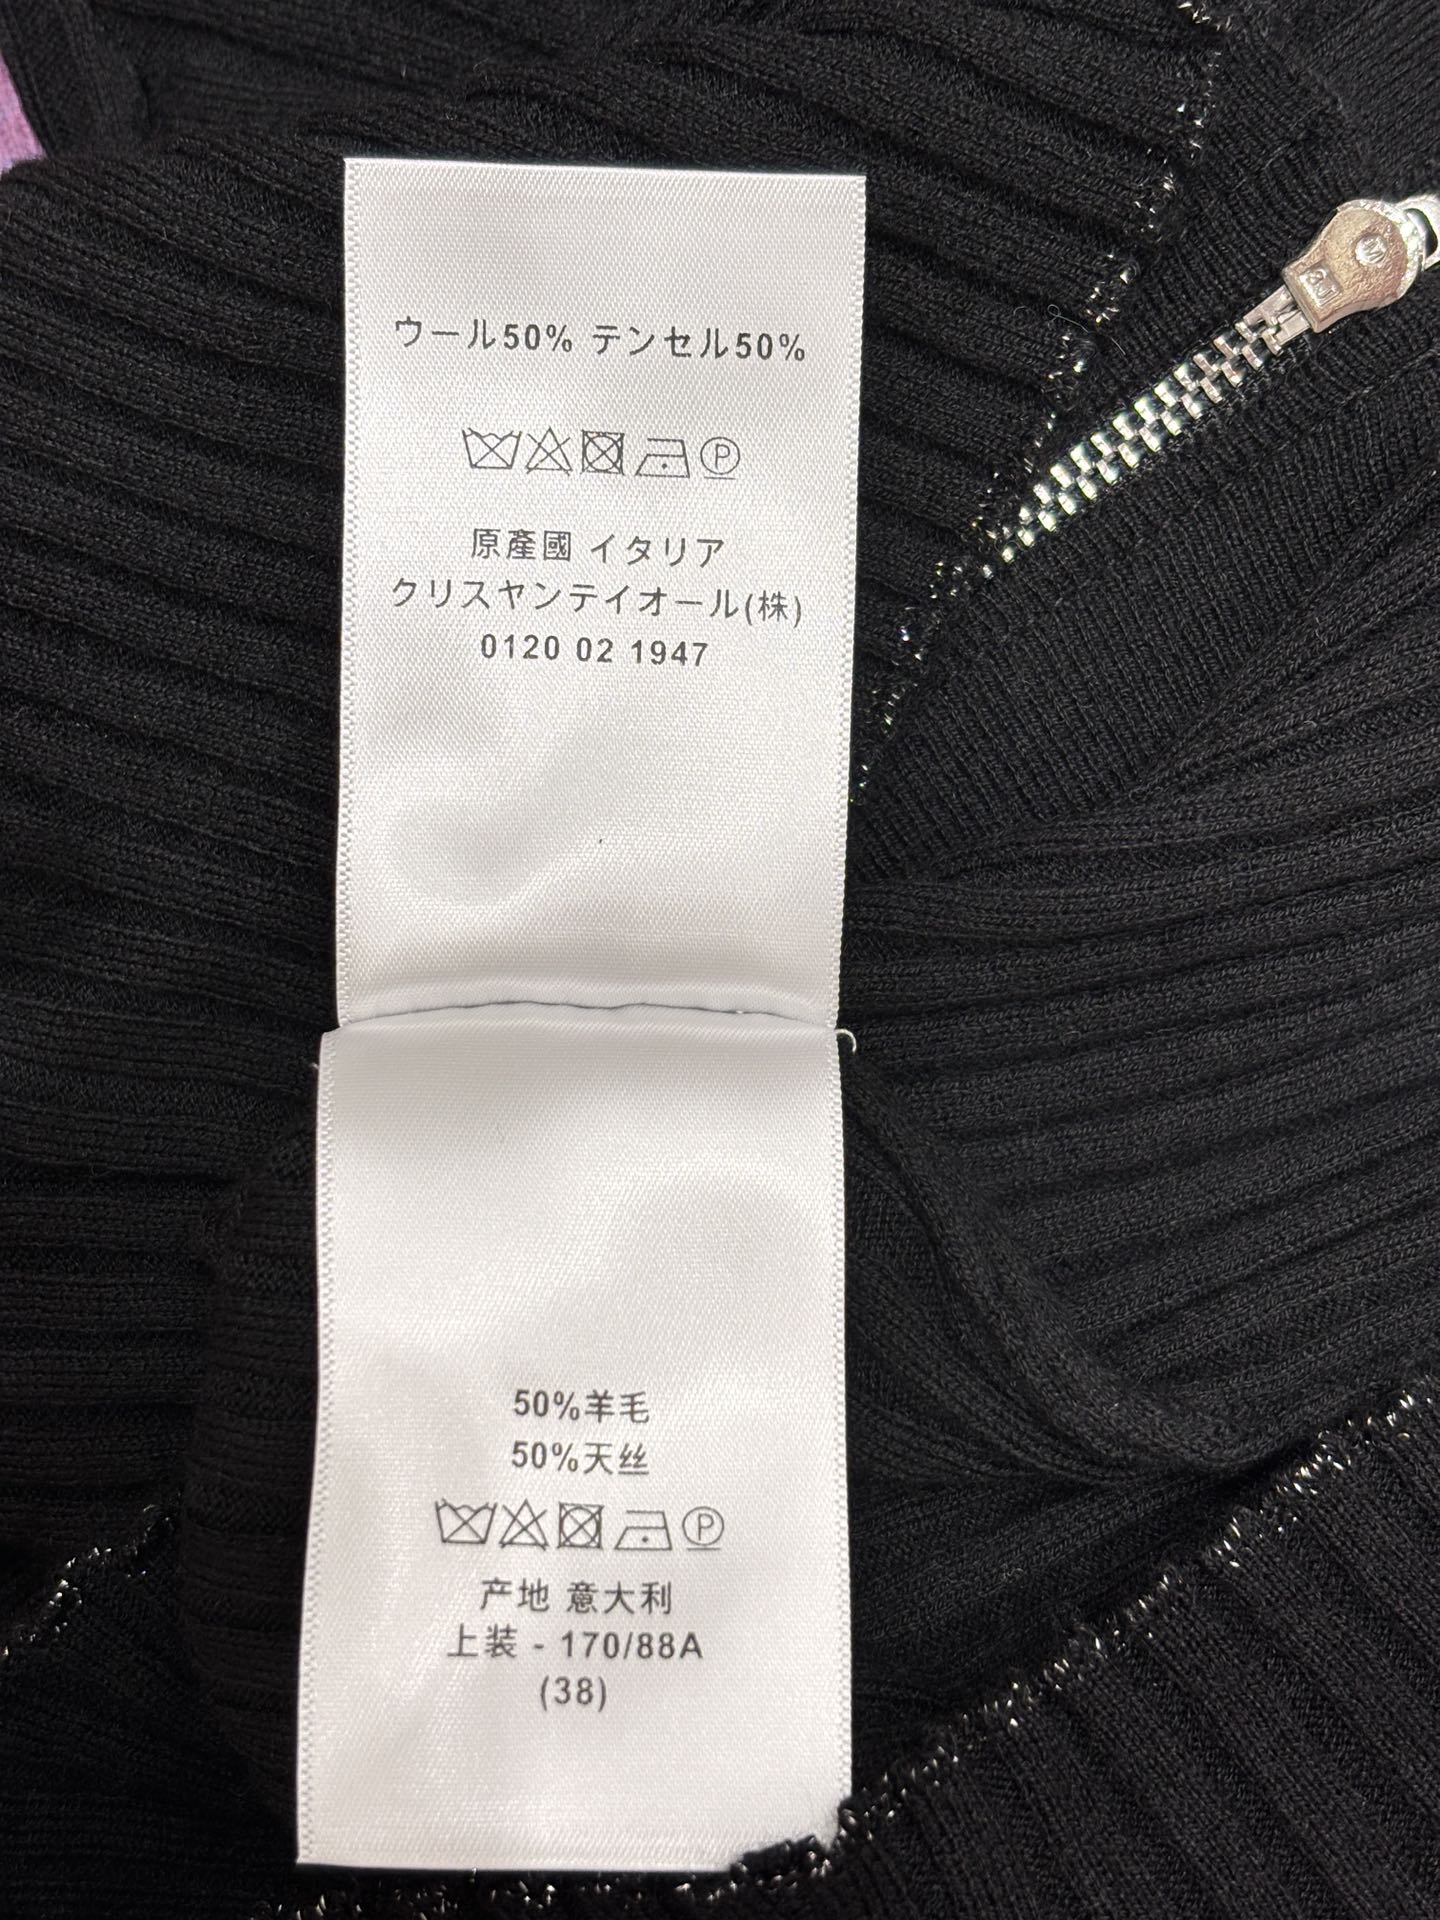 ウール50% テンセル50%
P
原產國 イタリア
クリスヤンテイオール(株)
0120 02 1947
50%羊毛
50%天丝
P
产地 意大利
上装 - 170/88A
(38)